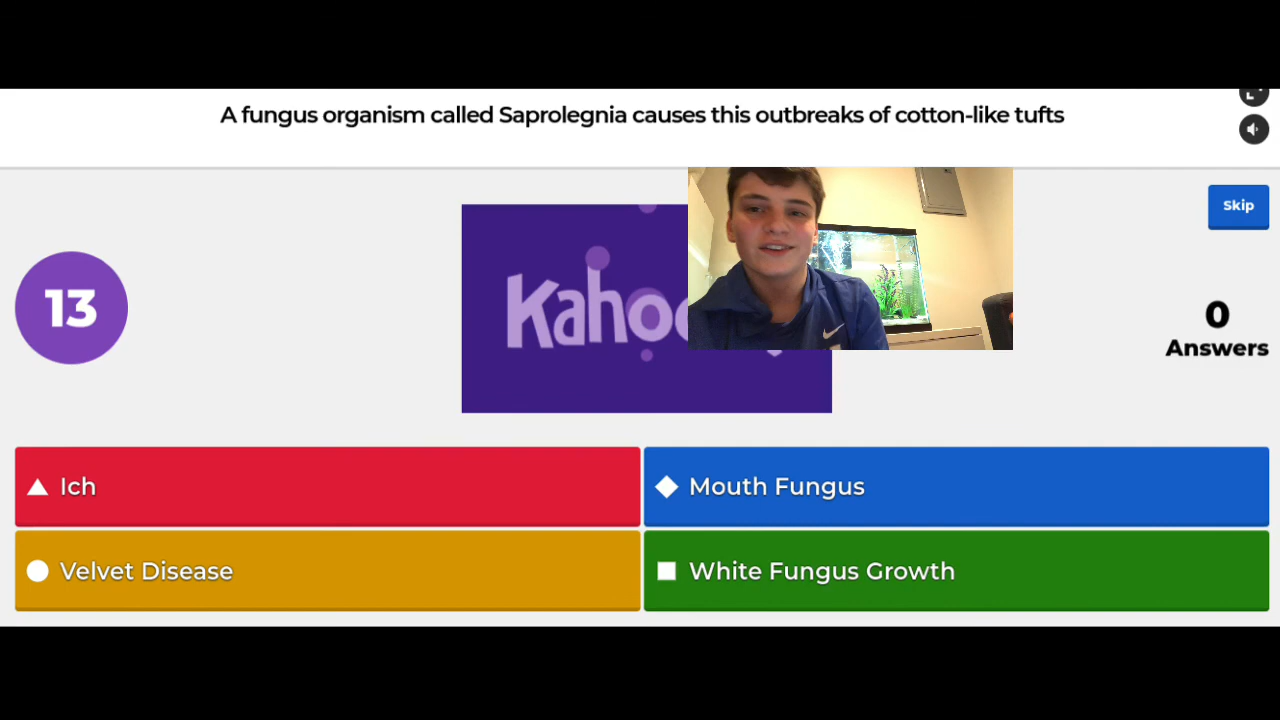 A fungus organism called Saprolegnia causes this outbreaks of cotton-like tufts
Skip
13
Kahoo
0
Answers
Ich
Mouth Fungus
Velvet Disease
White Fungus Growth